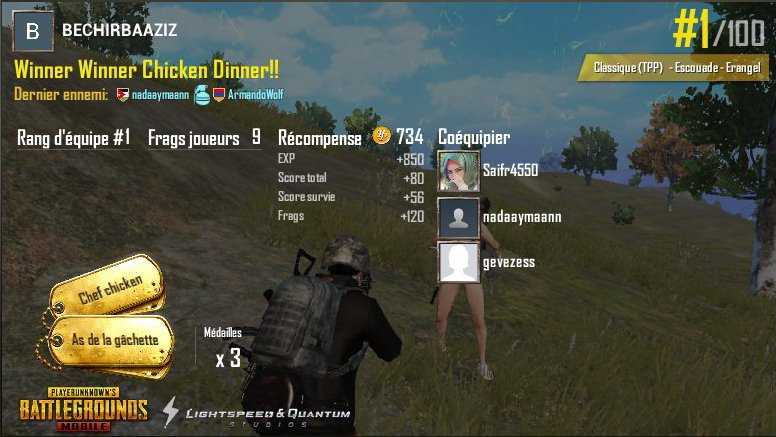 B BECHIRBAAZIZ
#1/100
Winner Winner Chicken Dinner!!
Classique (TPP) - Escouade - Erangel
Dernier ennemi: nadaaymaann ArmandoWolf
Rang d'équipe #1 Frags joueurs 9 Récompense 734 Coéquipier
EXP +850
Score total +80
Score survie +56
Frags +120
Saifr4550
nadaaymaann
gevezess
Chef chicken
As de la gâchette
Médailles
x 3
PLAYERUNKNOWN'S
BATTLEGROUNDS
MOBILE
LIGHTSPEED & QUANTUM
STUDIOS